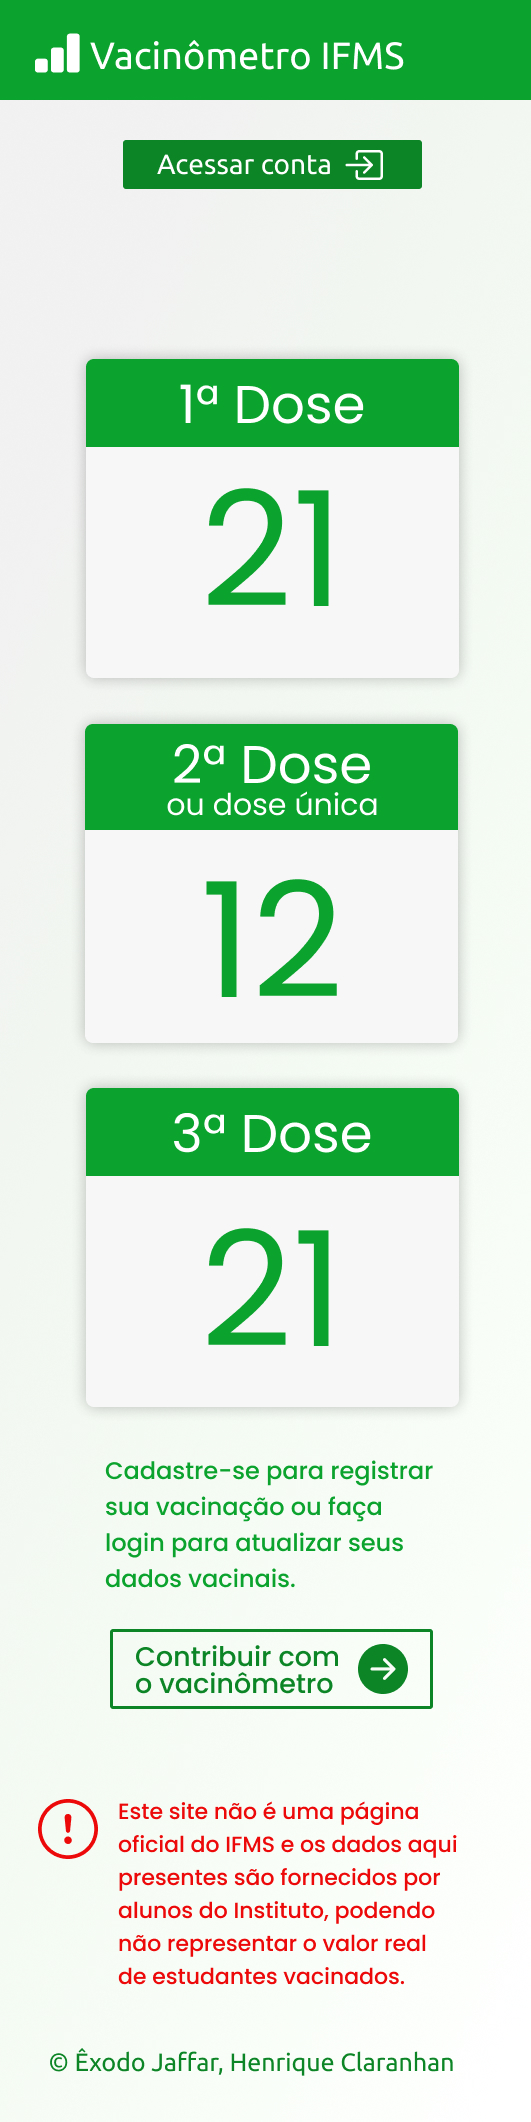 Vacinômetro IFMS
Acessar conta
1ª Dose
21
2ª Dose
ou dose única
12
3ª Dose
21
Cadastre-se para registrar
sua vacinação ou faça
login para atualizar seus
dados vacinais.
Contribuir com
o vacinômetro
Este site não é uma página
oficial do IFMS e os dados aqui
presentes são fornecidos por
alunos do Instituto, podendo
não representar o valor real
de estudantes vacinados.
© Êxodo Jaffar, Henrique Claranhan